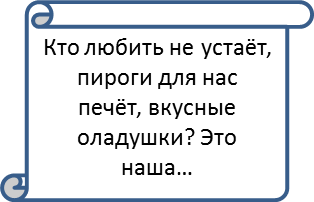 Кто любить не устаёт,
пироги для нас
печёт, вкусные
оладушки? Это
наша...